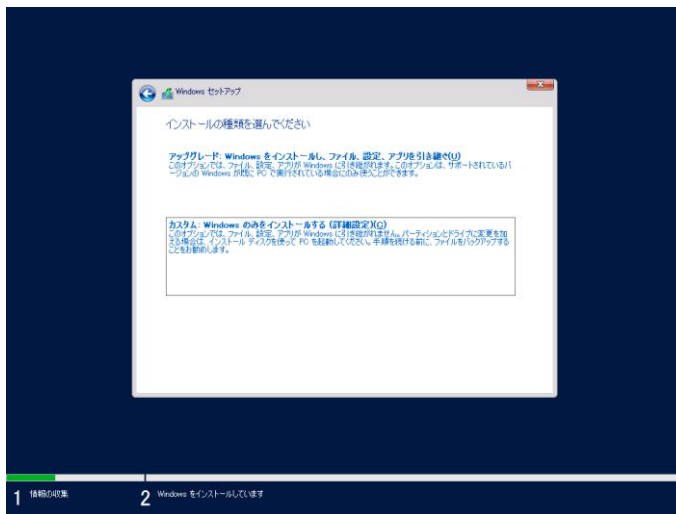 Windows セットアップ
インストールの種類を選んでください
アップグレード: Windows をインストールし、ファイル、設定、アプリを引き継ぐ(U)
このオプションでは、ファイル、設定、アプリが Windows に引き継がれます。このオプションは、サポートされているバ
ージョンの Windows が既に PC で実行されている場合にのみ使うことができます。
カスタム: Windows のみをインストールする (詳細設定)(C)
このオプションでは、ファイル、設定、アプリが Windows に引き継がれません。パーティションとドライブに変更を加
える場合は、インストール ディスクを使って PC を起動してください。手順を続ける前に、ファイルをバックアップする
ことをお勧めします。
1 情報の収集
2 Windows をインストールしています